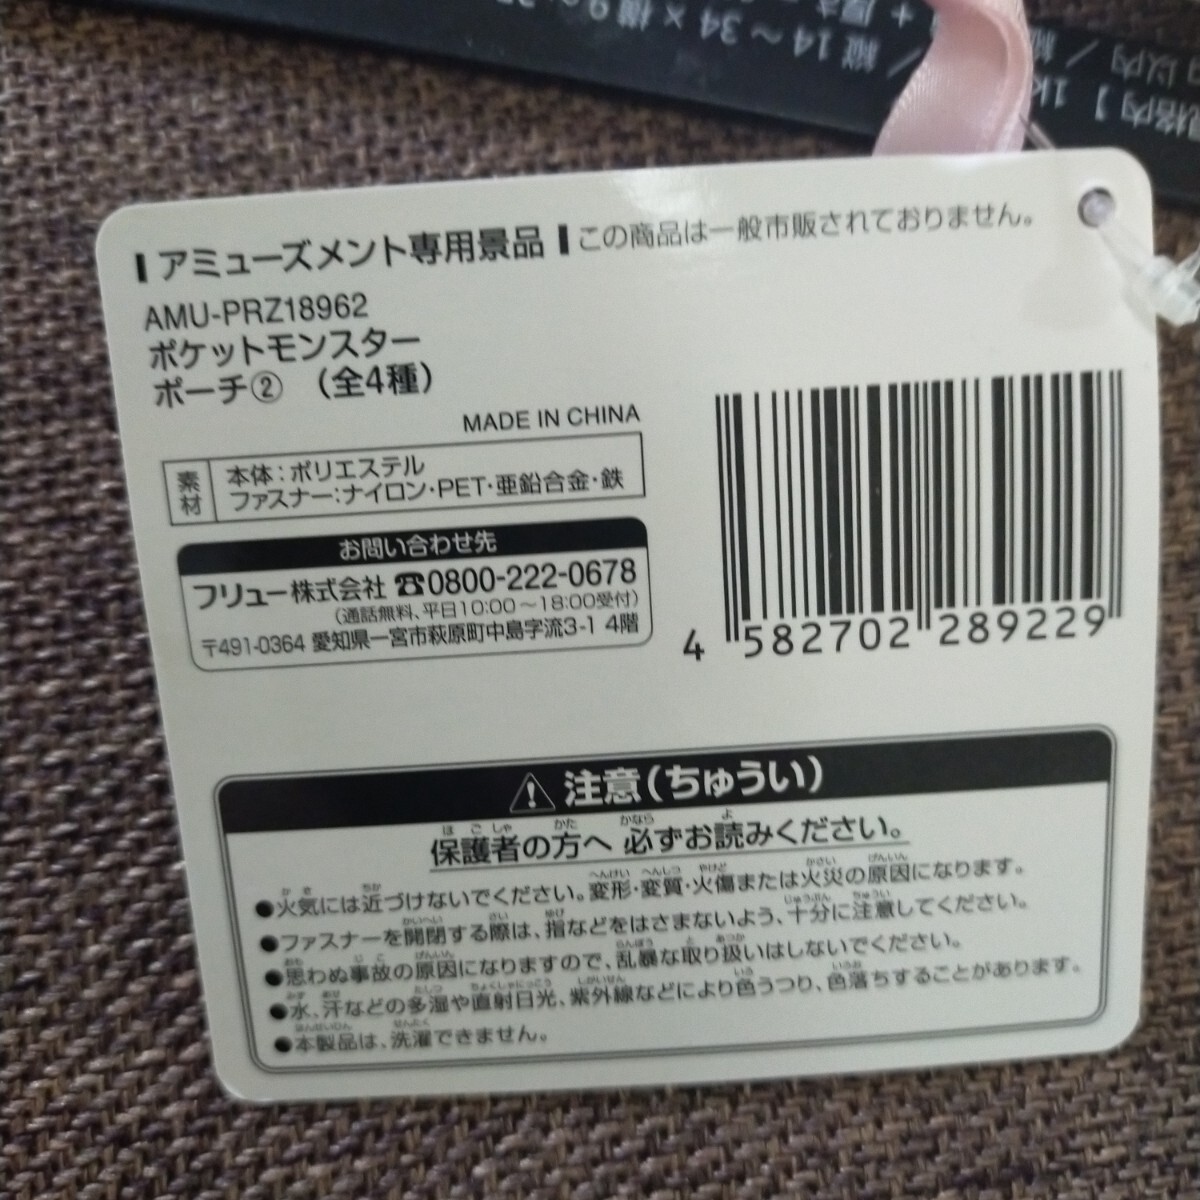 アミューズメント専用景品 この商品は一般市販されておりません。
AMU-PRZ18962
ポケットモンスター
ポーチ② (全4種)
MADE IN CHINA
素材
本体:ポリエステル
ファスナー:ナイロン・PET・亜鉛合金・鉄
お問い合わせ先
フリュー株式会社 ☎0800-222-0678
(通話無料、平日10:00~18:00受付)
〒491-0364 愛知県一宮市萩原町中島字流3-1 4階
4 582702 289229
注意(ちゅうい)
保護者の方へ 必ずお読みください。
●火気には近づけないでください。変形・変質・火傷または火災の原因になります。
●ファスナーを開閉する際は、指などをはさまないよう、十分に注意してください。
●思わぬ事故の原因になりますので、乱暴な取り扱いはしないでください。
●水、汗などの多湿や直射日光、紫外線などにより色うつり、色落ちすることがあります。
●本製品は、洗濯できません。